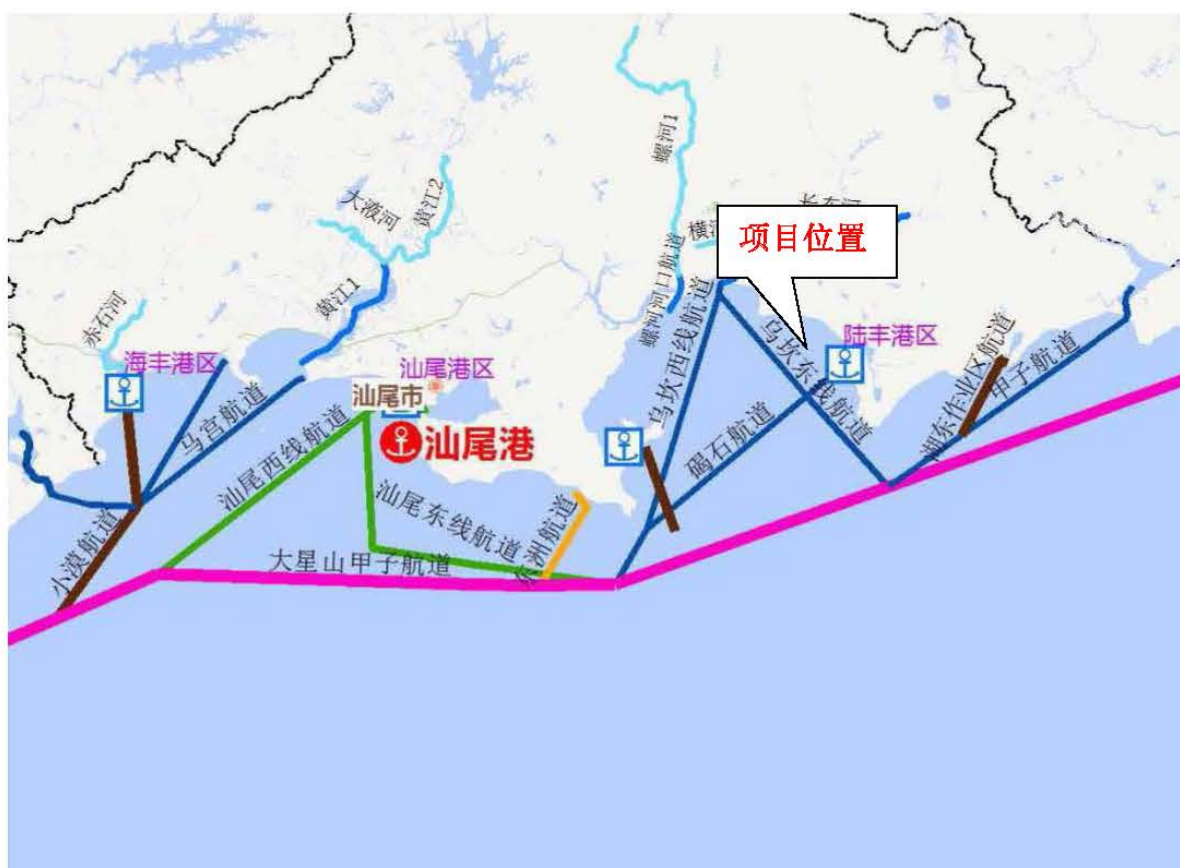 螺河1
大液河
黄江2
长东河
横
项目位置
赤石河
黄江1
螺河河口航道
海丰港区
汕尾港区
乌坎西线航道
乌坎东线航道
陆丰港区
汕尾市
马宫航道
汕尾港
湖东作业区航道
甲子航道
汕尾西线航道
碣石航道
汕尾东线航道
东洲航道
小漠航道
大星山甲子航道